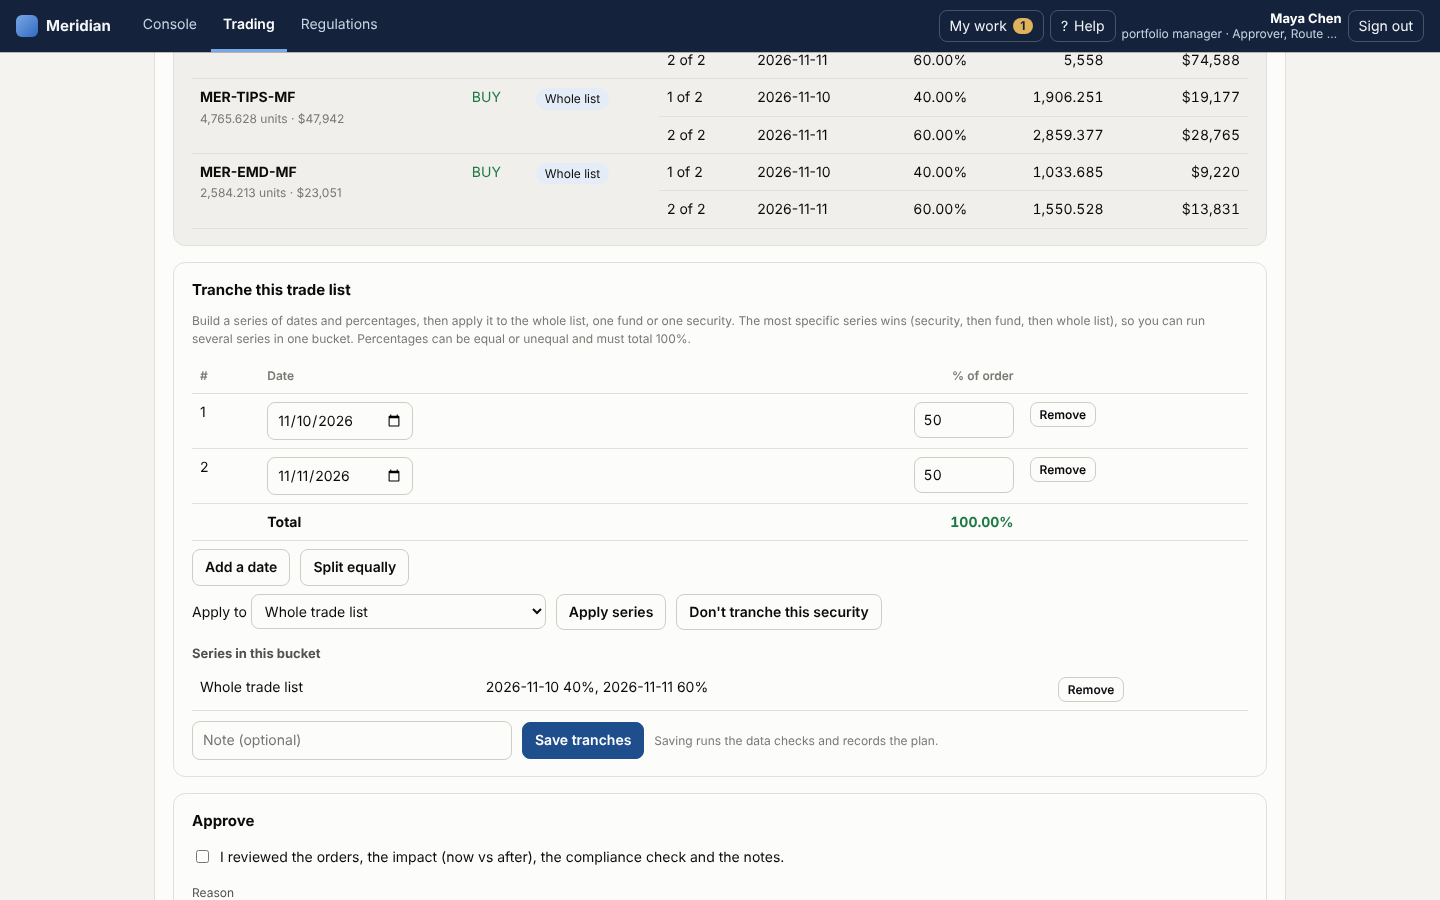 Meridian Console Trading Regulations My work 1 ? Help Maya Chen Sign out
portfolio manager · Approver, Route ...
2 of 2 2026-11-11 60.00% 5,558 $74,588
MER-TIPS-MF BUY Whole list 1 of 2 2026-11-10 40.00% 1,906.251 $19,177
4,765.628 units · $47,942
2 of 2 2026-11-11 60.00% 2,859.377 $28,765
MER-EMD-MF BUY Whole list 1 of 2 2026-11-10 40.00% 1,033.685 $9,220
2,584.213 units · $23,051
2 of 2 2026-11-11 60.00% 1,550.528 $13,831
Tranche this trade list
Build a series of dates and percentages, then apply it to the whole list, one fund or one security. The most specific series wins (security, then fund, then whole list), so you can run
several series in one bucket. Percentages can be equal or unequal and must total 100%.
# Date % of order
1 11/10/2026 50 Remove
2 11/11/2026 50 Remove
Total 100.00%
Add a date Split equally
Apply to Whole trade list Apply series Don't tranche this security
Series in this bucket
Whole trade list 2026-11-10 40%, 2026-11-11 60% Remove
Note (optional) Save tranches Saving runs the data checks and records the plan.
Approve
I reviewed the orders, the impact (now vs after), the compliance check and the notes.
Reason